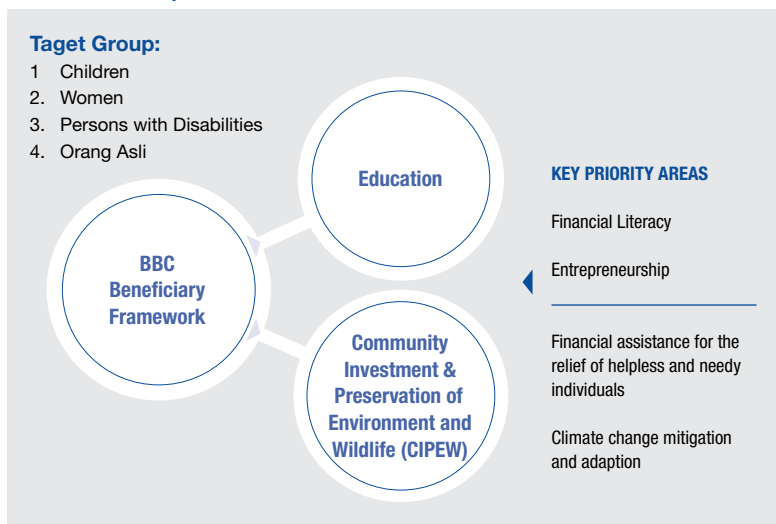 Taget Group:
1 Children
2. Women
3. Persons with Disabilities
4. Orang Asli
Education
BBC
Beneficiary
Framework
Community
Investment &
Preservation of
Environment and
Wildlife (CIPEW)
KEY PRIORITY AREAS
Financial Literacy
Entrepreneurship
Financial assistance for the
relief of helpless and needy
individuals
Climate change mitigation
and adaption